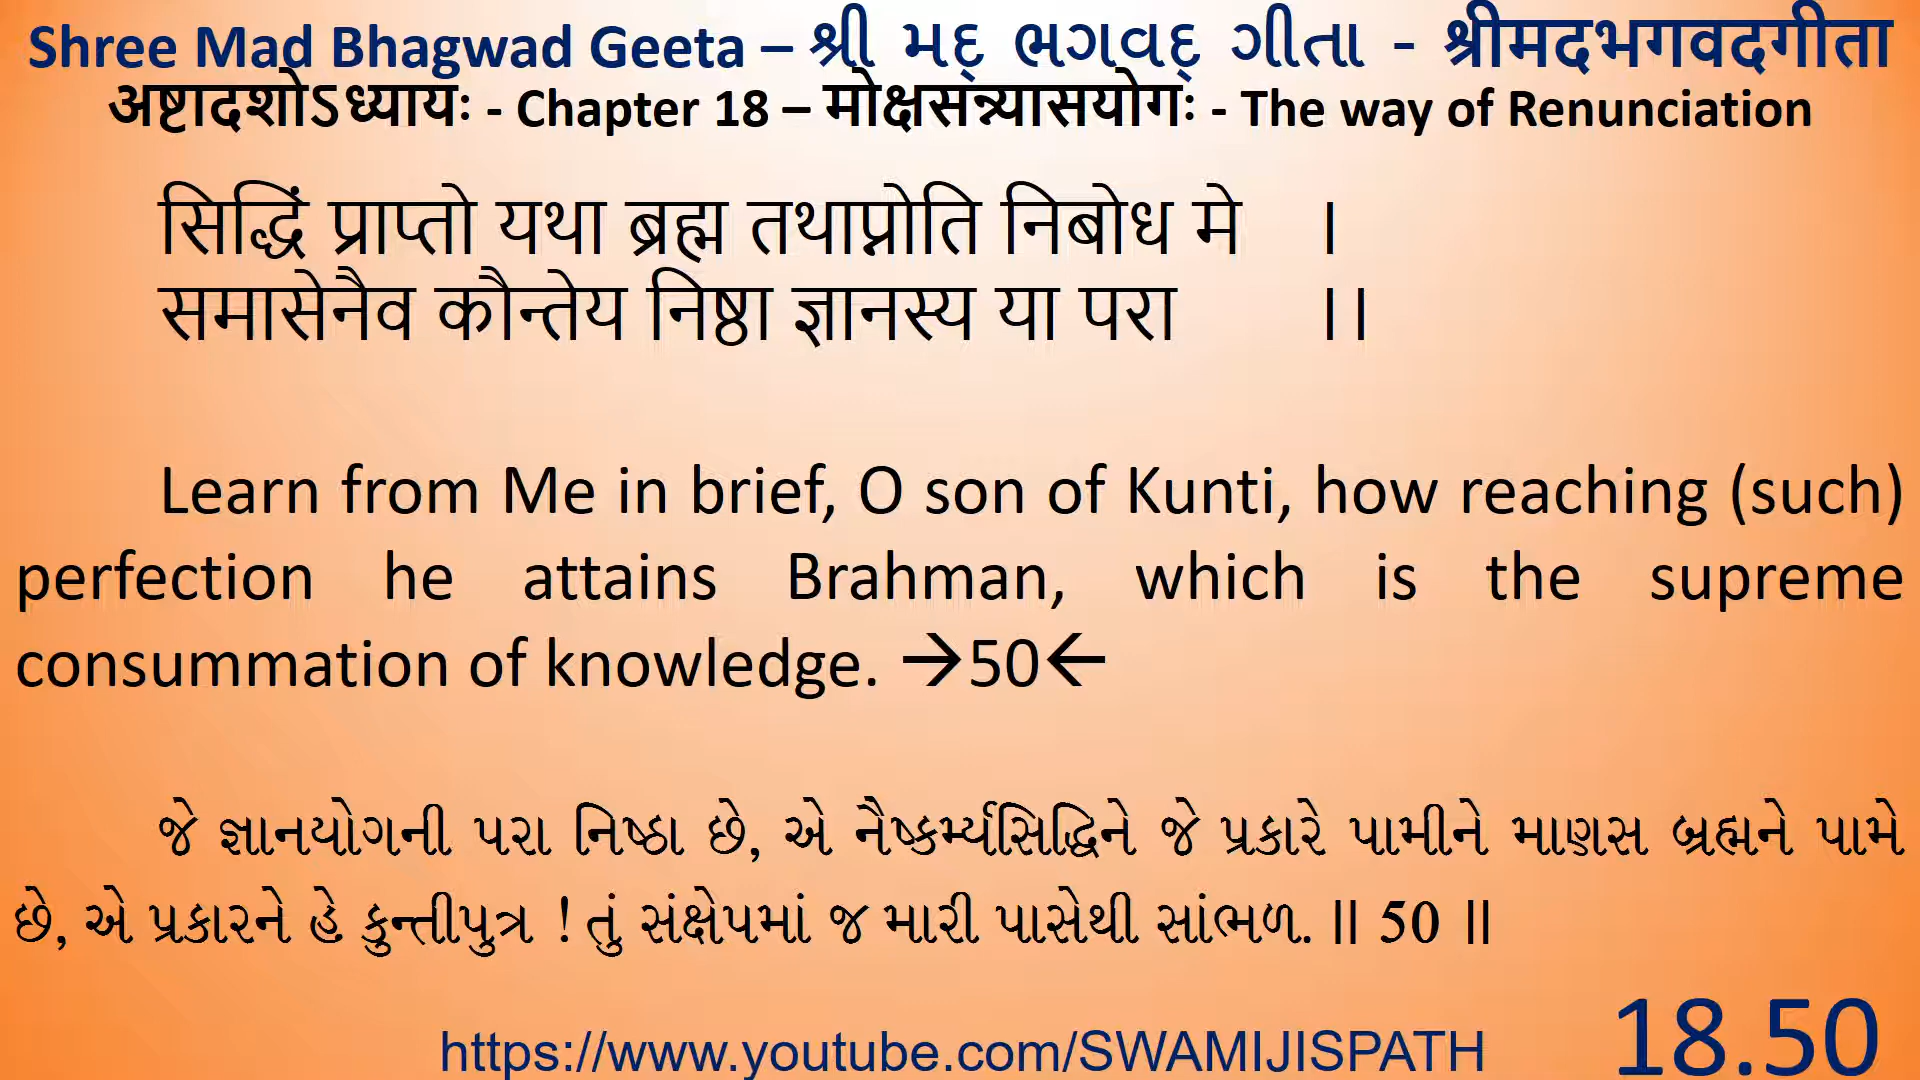 Shree Mad Bhagwad Geeta – શ્રી મદ્ ભગવદ્ ગીતા - श्रीमदभगवदगीता
अष्टादशोऽध्यायः - Chapter 18 – मोक्षसंन्यासयोगः - The way of Renunciation
सिद्धिं प्राप्तो यथा ब्रह्म तथाप्नोति निबोध मे ।
समासेनैव कौन्तेय निष्ठा ज्ञानस्य या परा ।।
Learn from Me in brief, O son of Kunti, how reaching (such)
perfection he attains Brahman, which is the supreme
consummation of knowledge. →50←
જે જ્ઞાનયોગની પરા નિષ્ઠા છે, એ નૈષ્કર્મ્યસિદ્ધિને જે પ્રકારે પામીને માણસ બ્રહ્મને પામે
છે, એ પ્રકારને હે કુન્તીપુત્ર ! તું સંક્ષેપમાં જ મારી પાસેથી સાંભળ. ॥ 50 ॥
https://www.youtube.com/SWAMIJISPATH
18.50